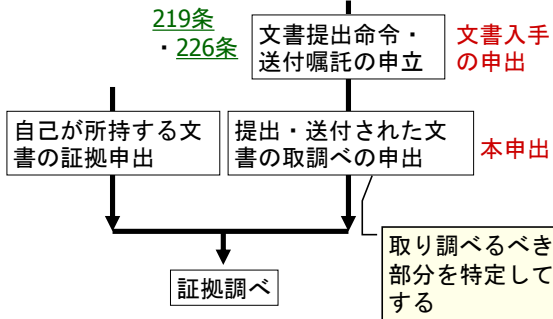 219条
・226条
文書提出命令・
送付嘱託の申立
文書入手
の申出
自己が所持する文
書の証拠申出
提出・送付された文
書の取調べの申出
本申出
取り調べるべき
部分を特定して
する
証拠調べ